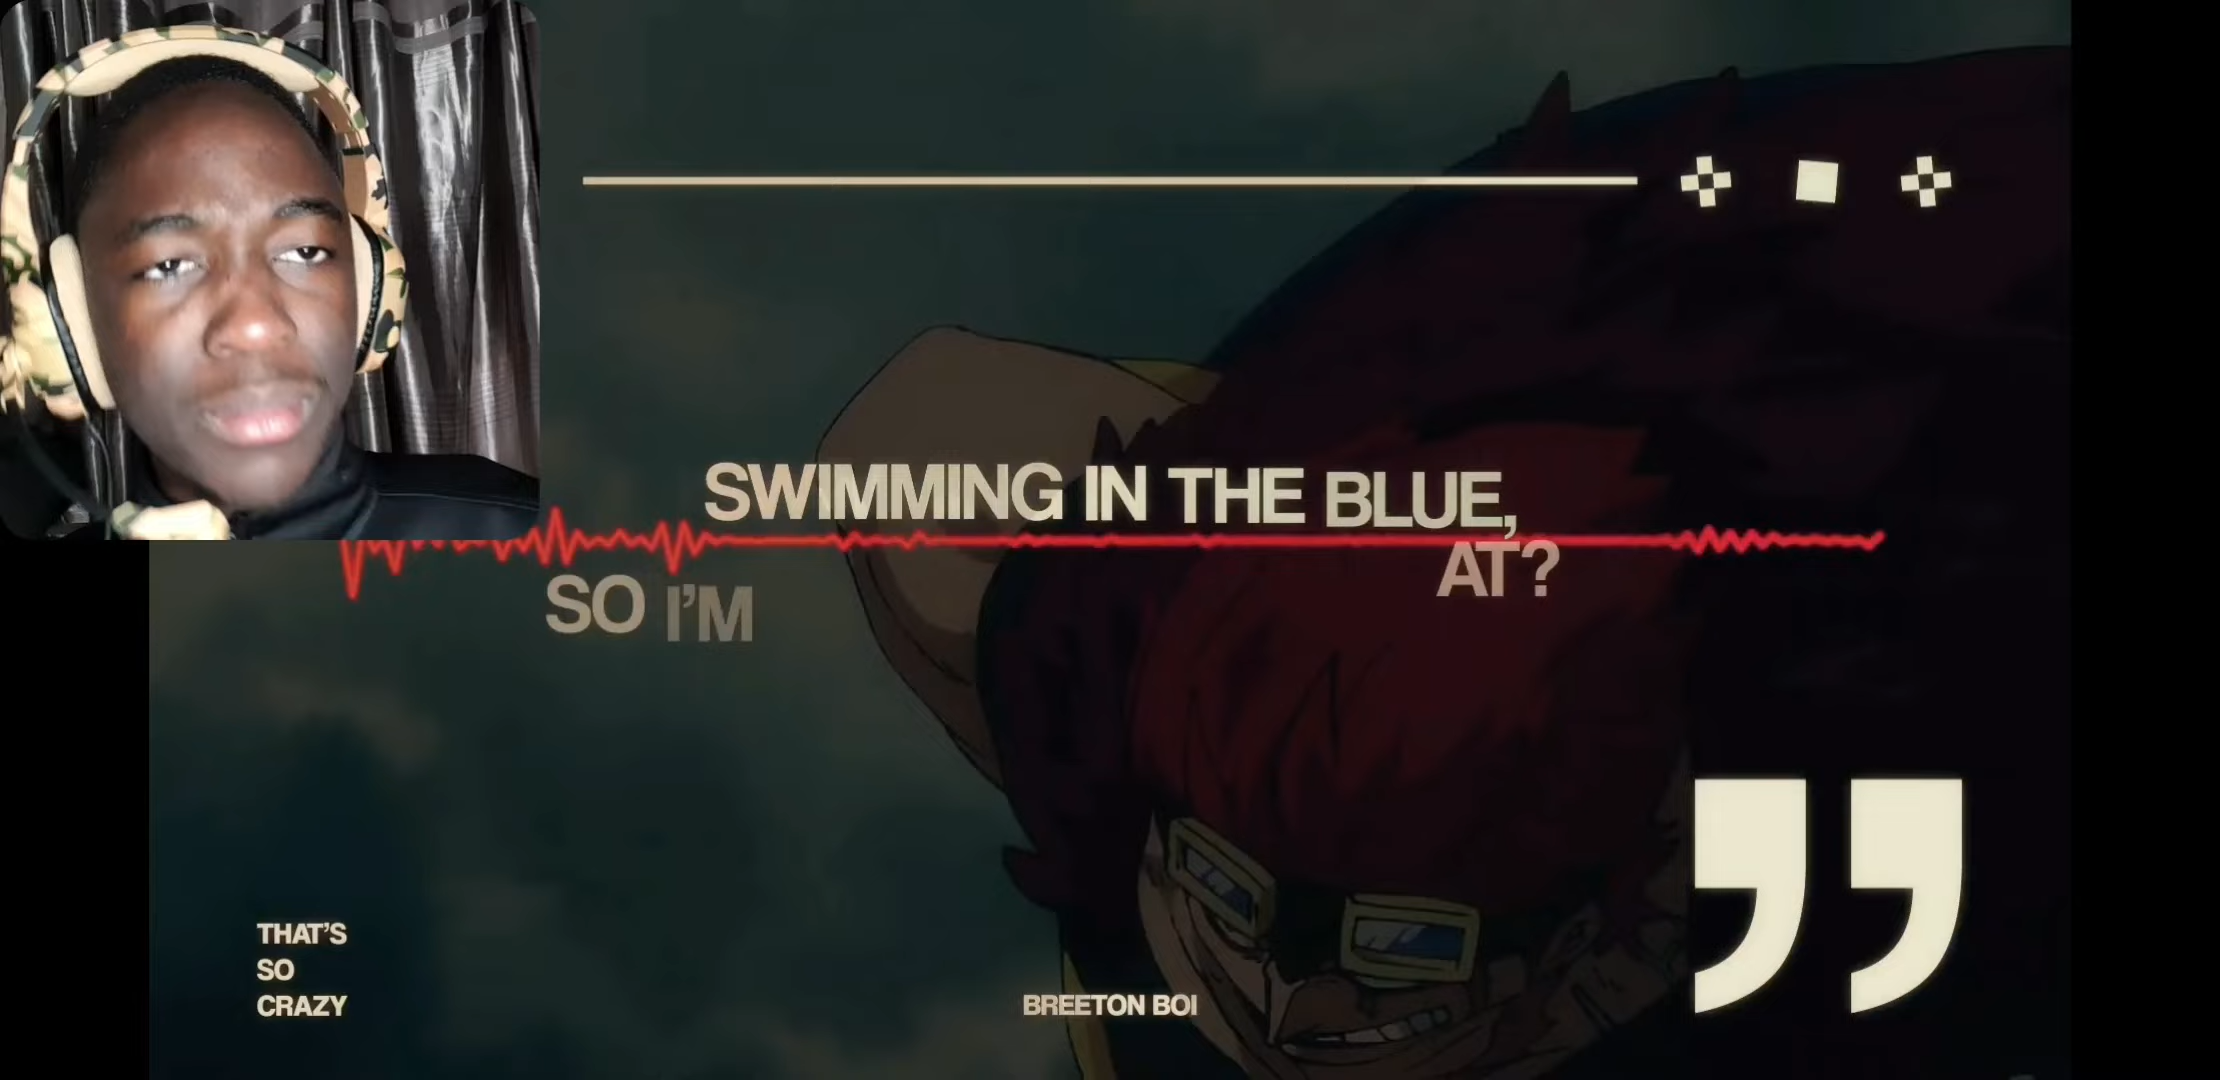 SWIMMING IN THE BLUE,
AT?
SO I'M
THAT'S
SO
CRAZY
BREETON BOI